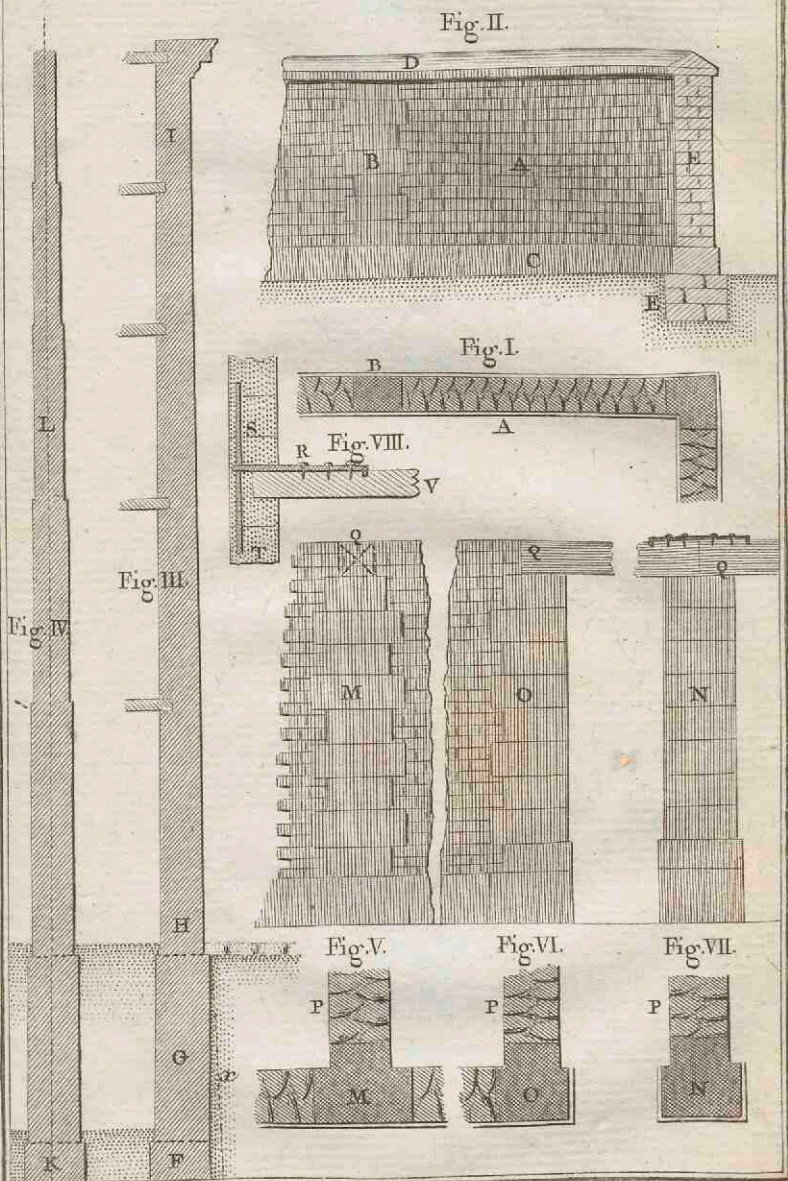 Fig. II.
D
I
B
A
E
C
E
Fig. I.
B
A
L
S
R
Fig. VIII.
V
T
Q
Q
Q
Fig. III.
Fig. IV.
M
O
N
H
Fig. V.
Fig. VI.
Fig. VII.
P
P
P
G
x
M
O
N
K
F